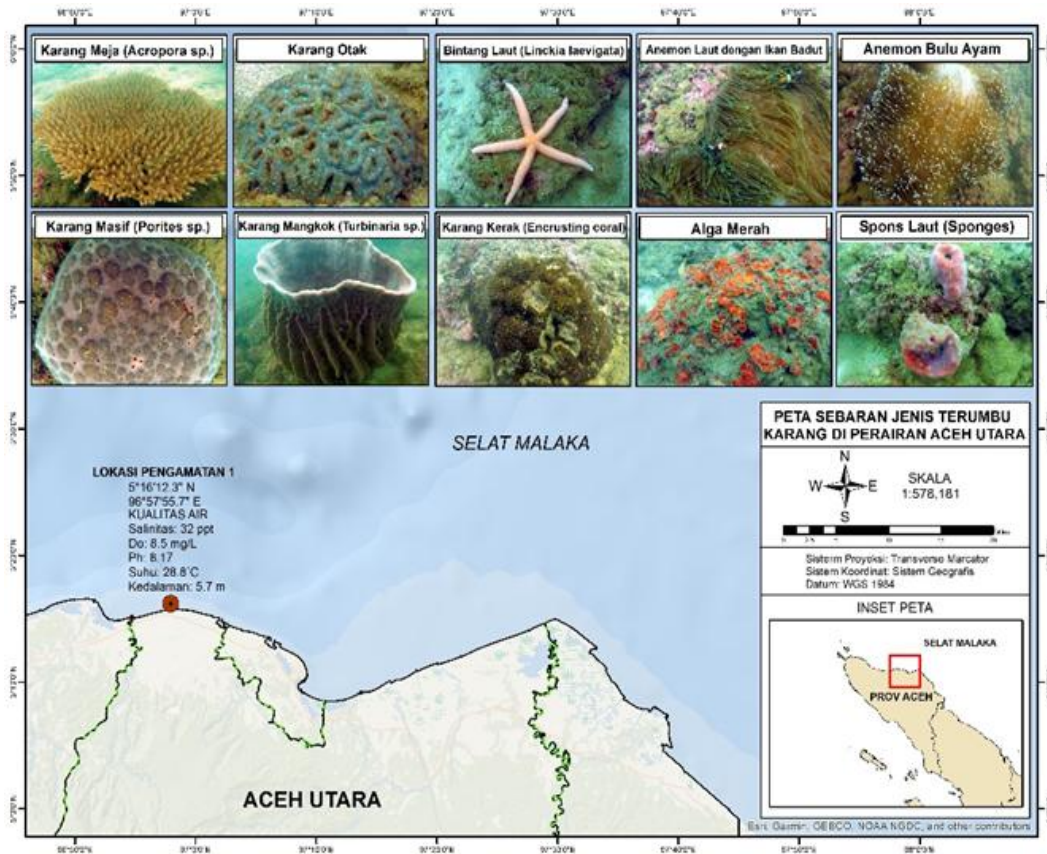 Karang Meja (Acropora sp.)
Karang Otak
Bintang Laut (Linckia laevigata)
Anemon Laut dengan Ikan Badut
Anemon Bulu Ayam
Karang Masif (Porites sp.)
Karang Mangkok (Turbinaria sp.)
Karang Kerak (Encrusting coral)
Alga Merah
Spons Laut (Sponges)
SELAT MALAKA
LOKASI PENGAMATAN 1
5°16'12.3" N
96°57'55.7" E
KUALITAS AIR
Salinitas: 32 ppt
Do: 8.5 mg/L
Ph: 8.17
Suhu: 28.8°C
Kedalaman: 5.7 m
ACEH UTARA
PETA SEBARAN JENIS TERUMBU
KARANG DI PERAIRAN ACEH UTARA
N
W E
S
SKALA
1:578,181
Sistem Proyeksi: Transverso Marcator
Sistem Koordinat: Sistem Geografis
Datum: WGS 1984
INSET PETA
SELAT MALAKA
PROV ACEH
Esri, Garmin, GEBCO, NOAA NGDC, and other contributors